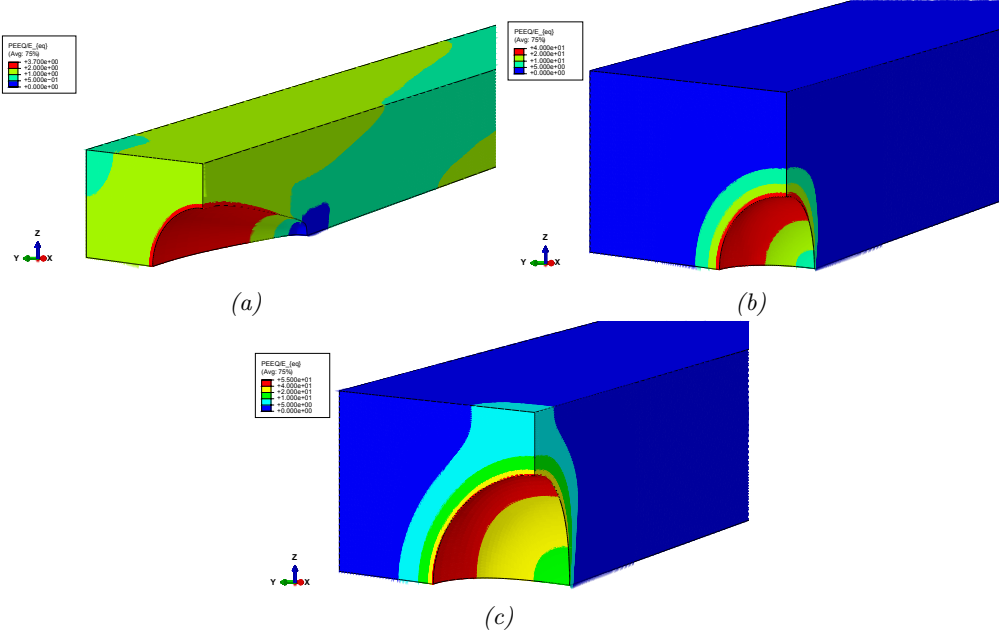 PEEQ/E_{eq}
(Avg: 75%)
+3.700e+00
+2.000e+00
+1.000e+00
+5.000e−01
+0.000e+00
Z
Y X
(a)
PEEQ/E_{eq}
(Avg: 75%)
+4.000e+01
+2.000e+01
+1.000e+01
+5.000e+00
+0.000e+00
Z
Y X
(b)
PEEQ/E_{eq}
(Avg: 75%)
+5.500e+01
+4.000e+01
+2.000e+01
+1.000e+01
+5.000e+00
+0.000e+00
Z
Y X
(c)